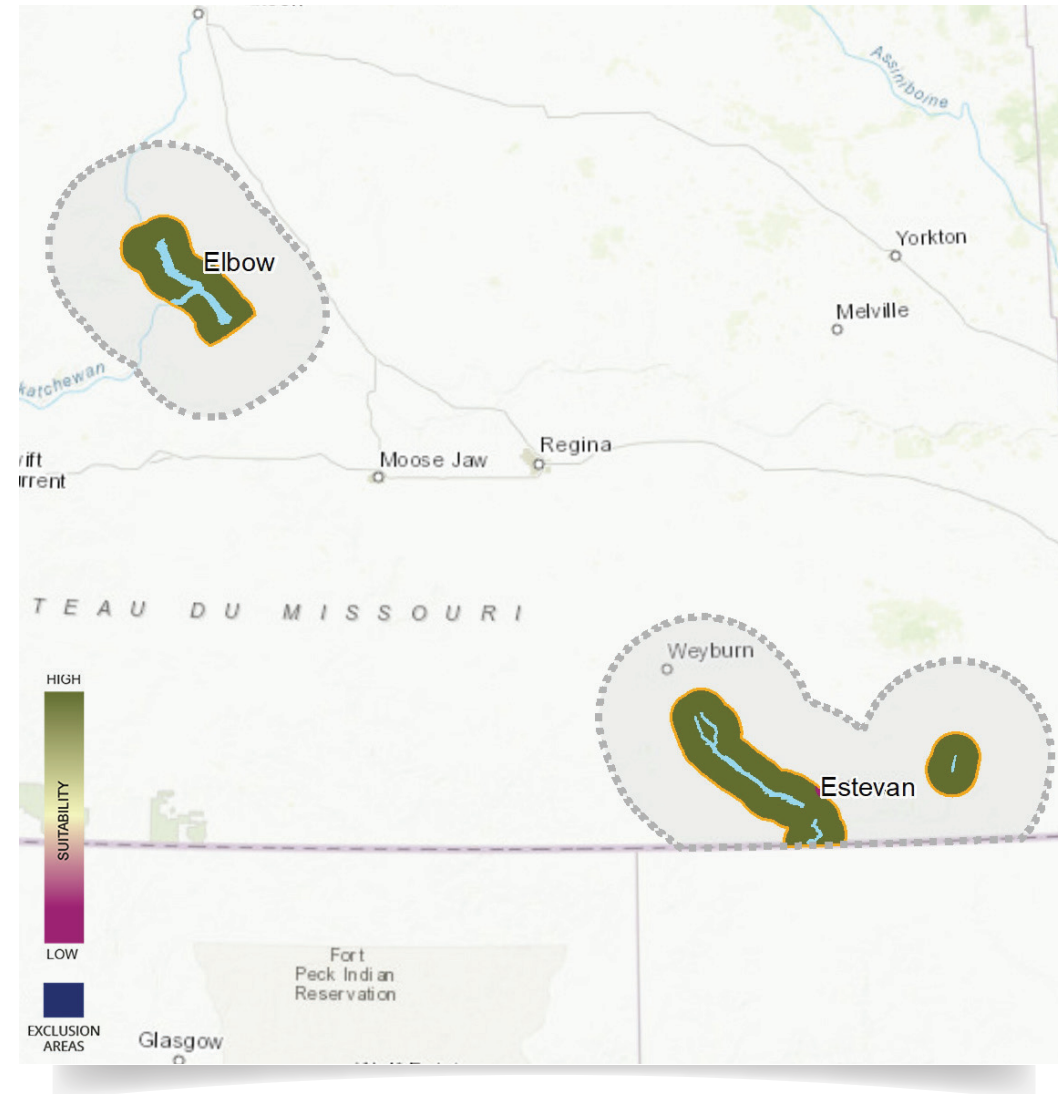 Assiniboine
Yorkton
Elbow
Melville
katchewan
Regina
Moose Jaw
ift
rrent
TEAU DU MISSOURI
Weyburn
HIGH
SUITABILITY
LOW
Estevan
EXCLUSION
AREAS
Fort
Peck Indian
Reservation
Glasgow